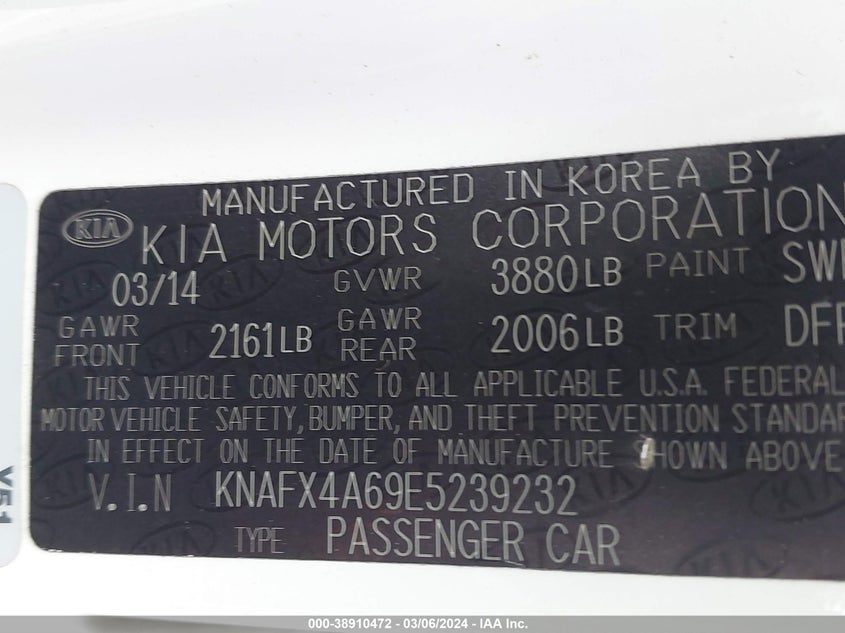 MANUFACTURED IN KOREA BY
KIA KIA MOTORS CORPORATION
03/14 GVWR 3880LB PAINT
GAWR FRONT 2161LB GAWR REAR 2006LB TRIM
THIS VEHICLE CONFORMS TO ALL APPLICABLE U.S.A. FEDERAL
MOTOR VEHICLE SAFETY, BUMPER, AND THEFT PREVENTION
IN EFFECT ON THE DATE OF MANUFACTURE ABOVE
V.I.N KNAFX4A69E5239232
TYPE PASSENGER CAR
000-38910472 - 03/06/2024 - IAA Inc.